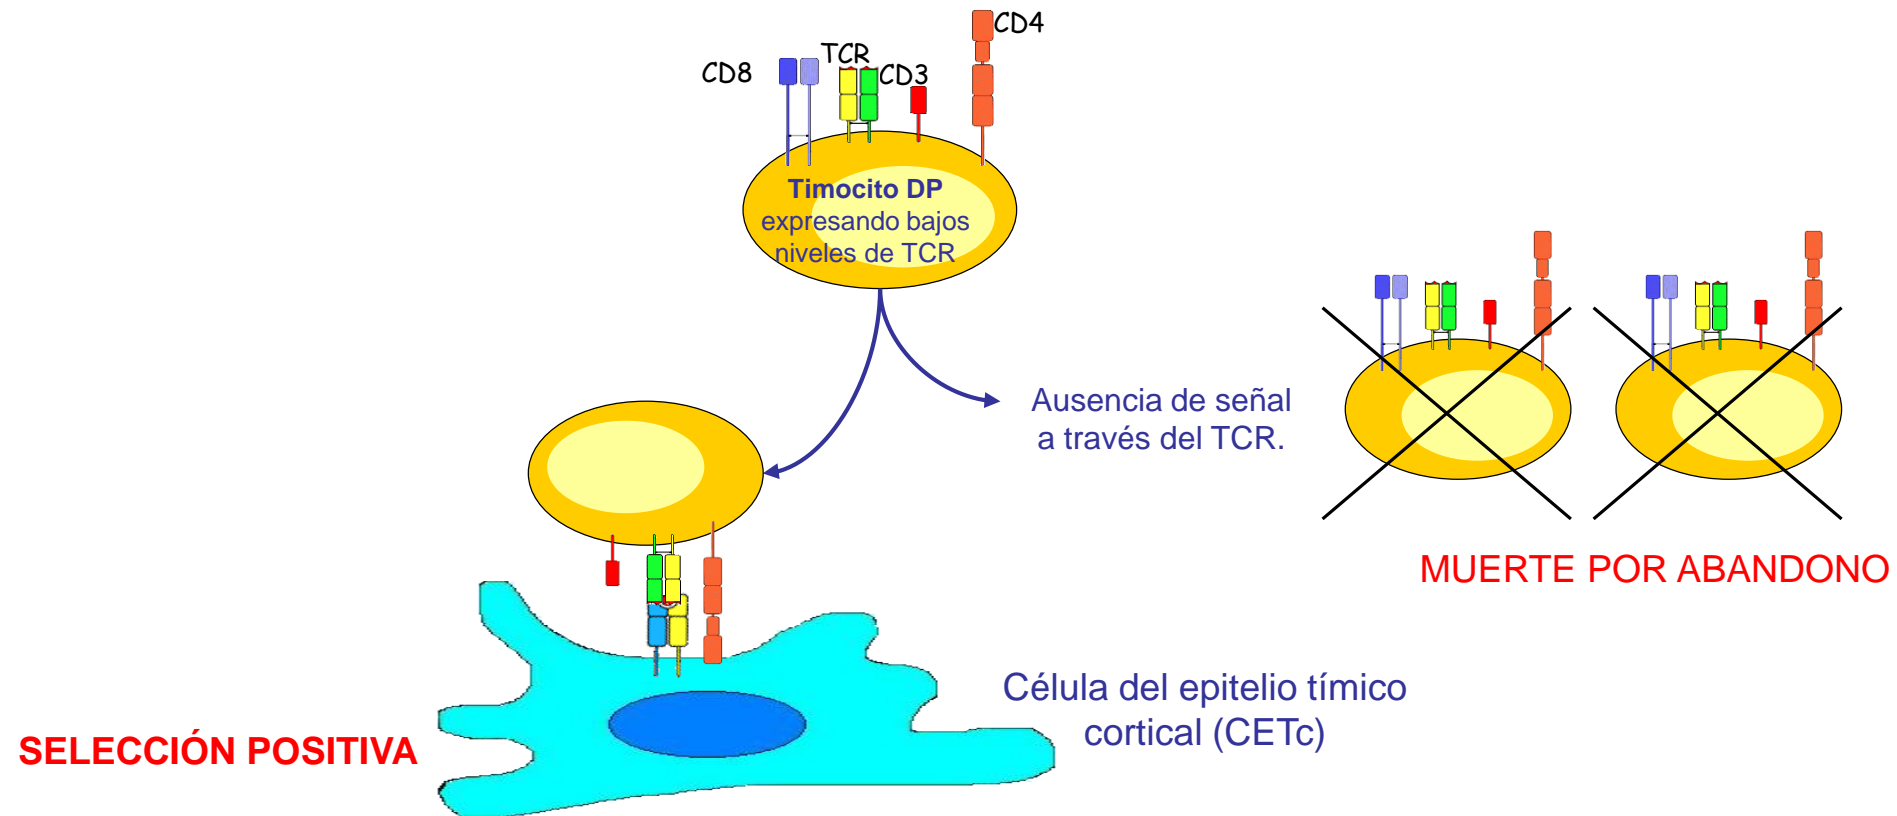 CD4
TCR
CD8
CD3
Timocito DP
expresando bajos
niveles de TCR
Ausencia de señal
a través del TCR.
MUERTE POR ABANDONO
Célula del epitelio tímico
cortical (CETc)
SELECCIÓN POSITIVA